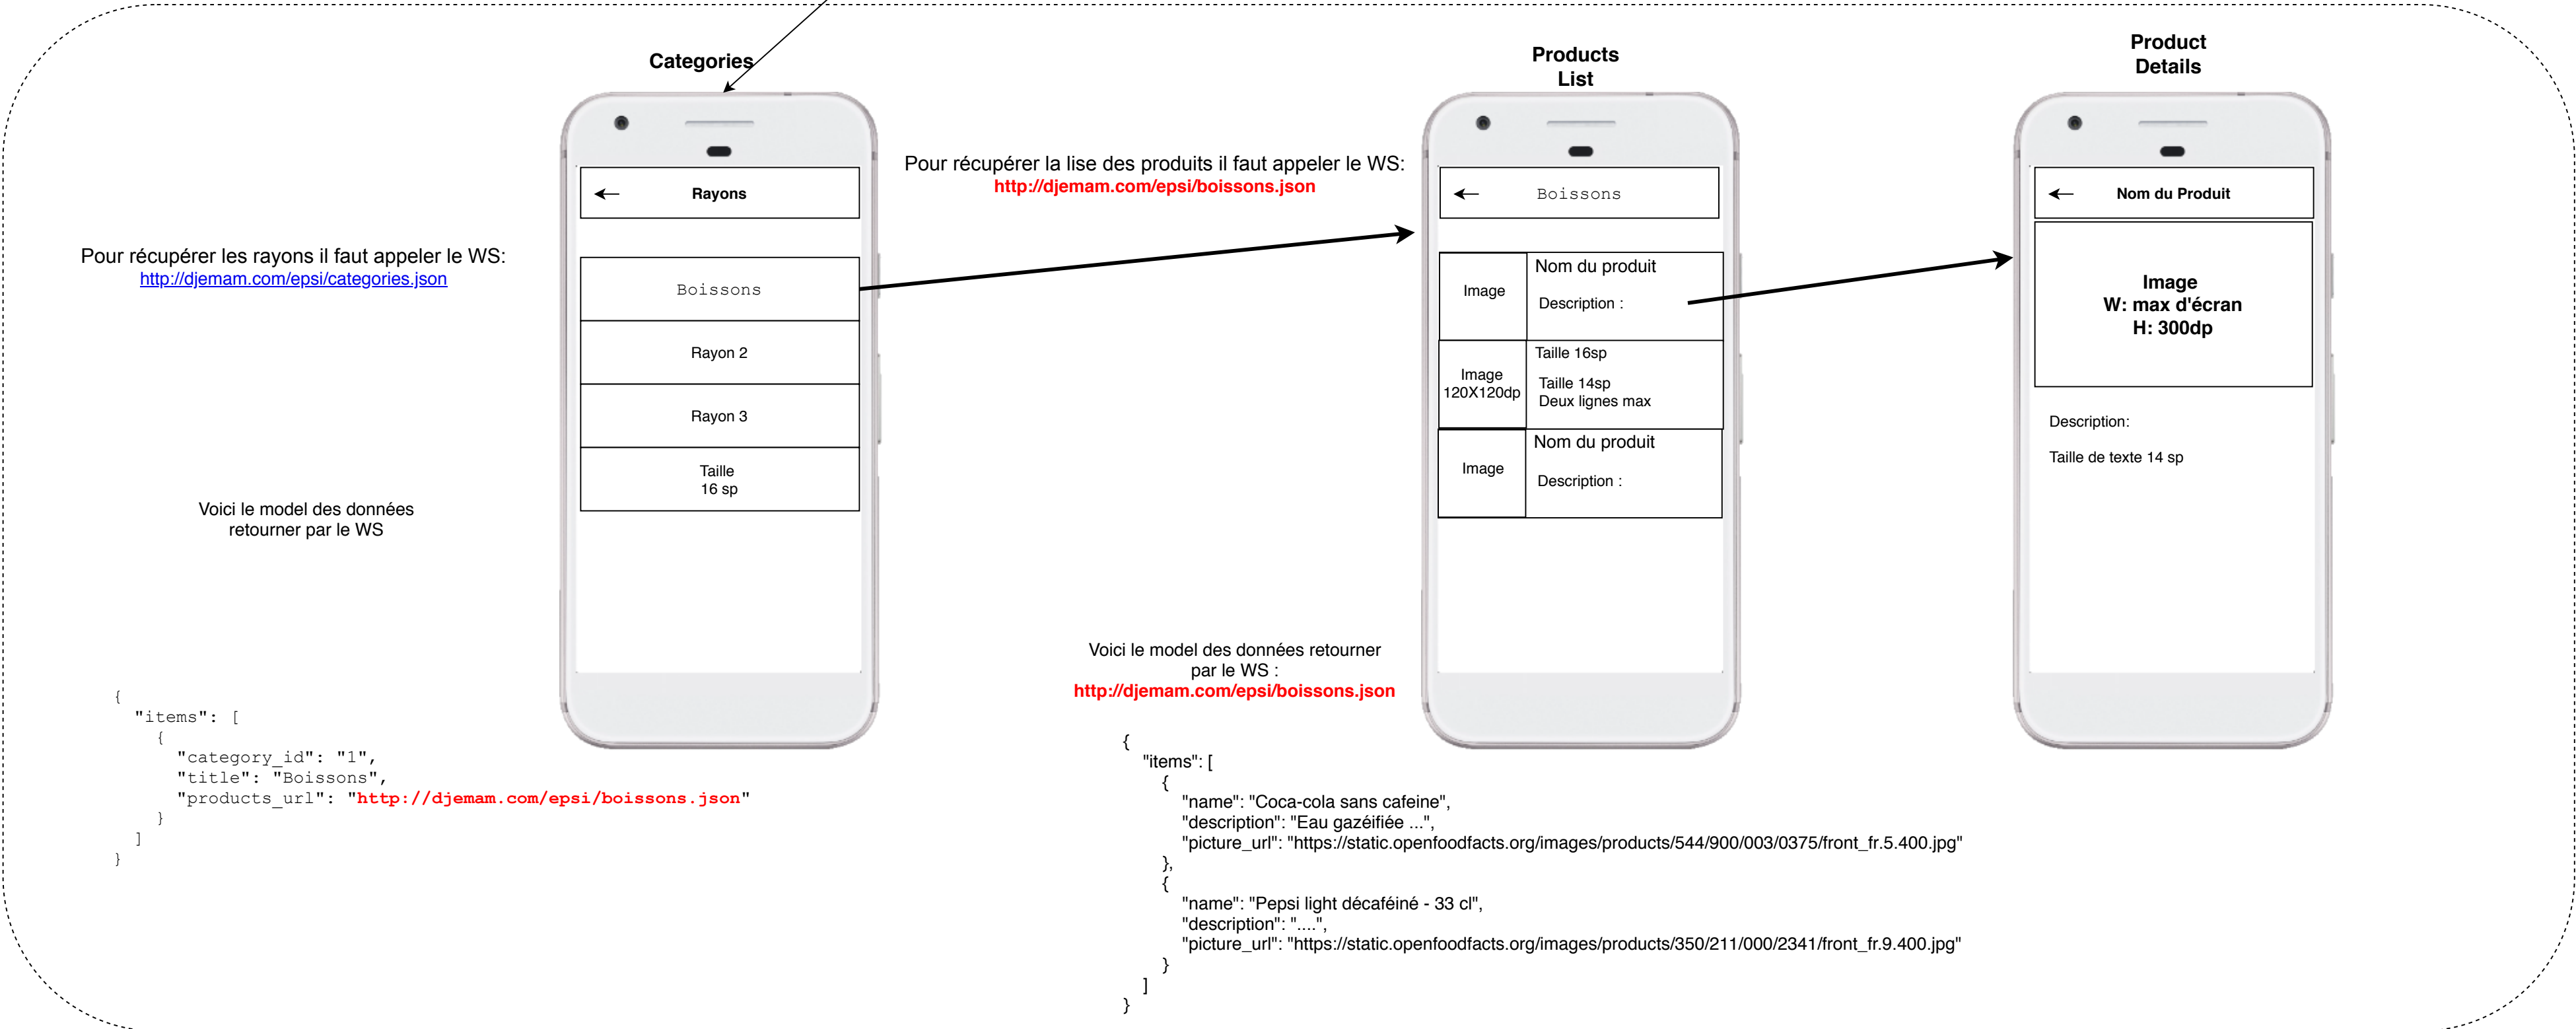 Categories
Pour récupérer les rayons il faut appeler le WS:
http://djemam.com/epsi/categories.json
Rayons
Boissons
Rayon 2
Rayon 3
Taille
16 sp
Voici le model des données
retourner par le WS
{
"items": [
{
"category_id": "1",
"title": "Boissons",
"products_url": "http://djemam.com/epsi/boissons.json"
}
]
}
Pour récupérer la lise des produits il faut appeler le WS:
http://djemam.com/epsi/boissons.json
Products
List
Boissons
Image
Nom du produit
Description :
Image
120X120dp
Taille 16sp
Taille 14sp
Deux lignes max
Image
Nom du produit
Description :
Voici le model des données retourner
par le WS :
http://djemam.com/epsi/boissons.json
{
"items": [
{
"name": "Coca-cola sans cafeine",
"description": "Eau gazéifiée ...",
"picture_url": "https://static.openfoodfacts.org/images/products/544/900/003/0375/front_fr.5.400.jpg"
},
{
"name": "Pepsi light décaféiné - 33 cl",
"description": "....",
"picture_url": "https://static.openfoodfacts.org/images/products/350/211/000/2341/front_fr.9.400.jpg"
}
]
}
Product
Details
Nom du Produit
Image
W: max d'écran
H: 300dp
Description:
Taille de texte 14 sp